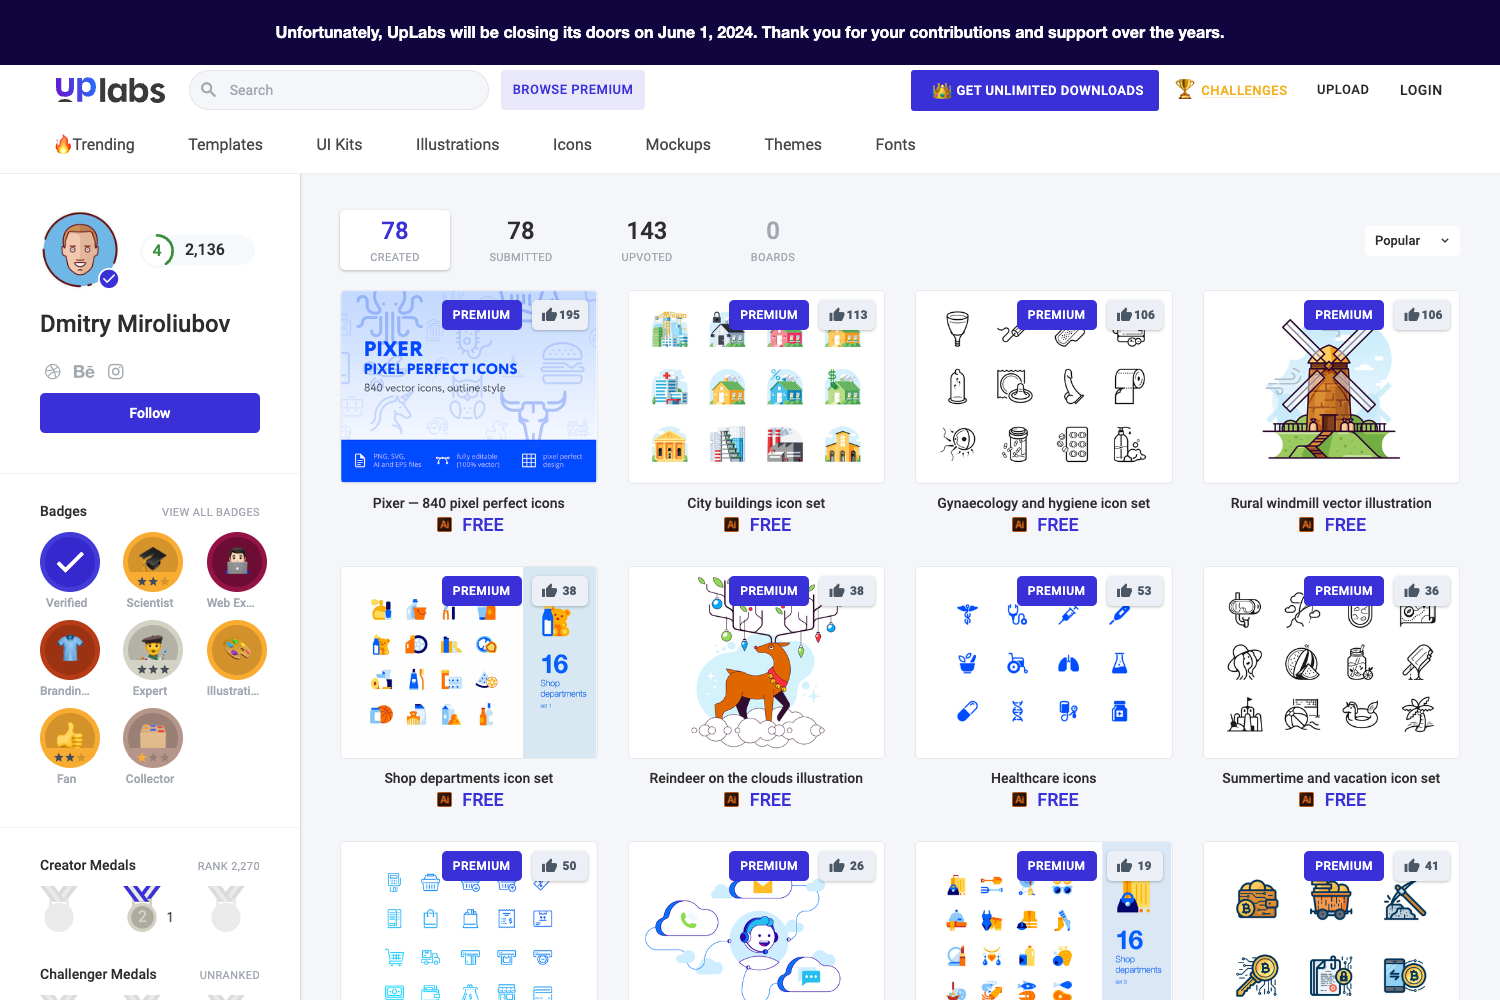 Unfortunately, UpLabs will be closing its doors on June 1, 2024. Thank you for your contributions and support over the years.
uplabs
Search
BROWSE PREMIUM
GET UNLIMITED DOWNLOADS
CHALLENGES
UPLOAD
LOGIN
Trending
Templates
UI Kits
Illustrations
Icons
Mockups
Themes
Fonts
4
2,136
Dmitry Miroliubov
Bē
Follow
Badges
VIEW ALL BADGES
Verified
Scientist
Web Ex...
Brandin...
Expert
Illustrati...
Fan
Collector
Creator Medals
RANK 2,270
2
1
Challenger Medals
UNRANKED
78
CREATED
78
SUBMITTED
143
UPVOTED
0
BOARDS
Popular
PREMIUM
195
PIXER
PIXEL PERFECT ICONS
840 vector icons, outline style
PNG, SVG,
AI and EPS files
fully editable
(100% vector)
pixel perfect
design
Pixer — 840 pixel perfect icons
Ai FREE
PREMIUM
113
City buildings icon set
Ai FREE
PREMIUM
106
Gynaecology and hygiene icon set
Ai FREE
PREMIUM
106
Rural windmill vector illustration
Ai FREE
PREMIUM
38
16
Shop
departments
set 1
Shop departments icon set
Ai FREE
PREMIUM
38
Reindeer on the clouds illustration
Ai FREE
PREMIUM
53
Healthcare icons
Ai FREE
PREMIUM
36
Summertime and vacation icon set
Ai FREE
PREMIUM
50
PREMIUM
26
PREMIUM
19
16
Shop
departments
set 3
PREMIUM
41